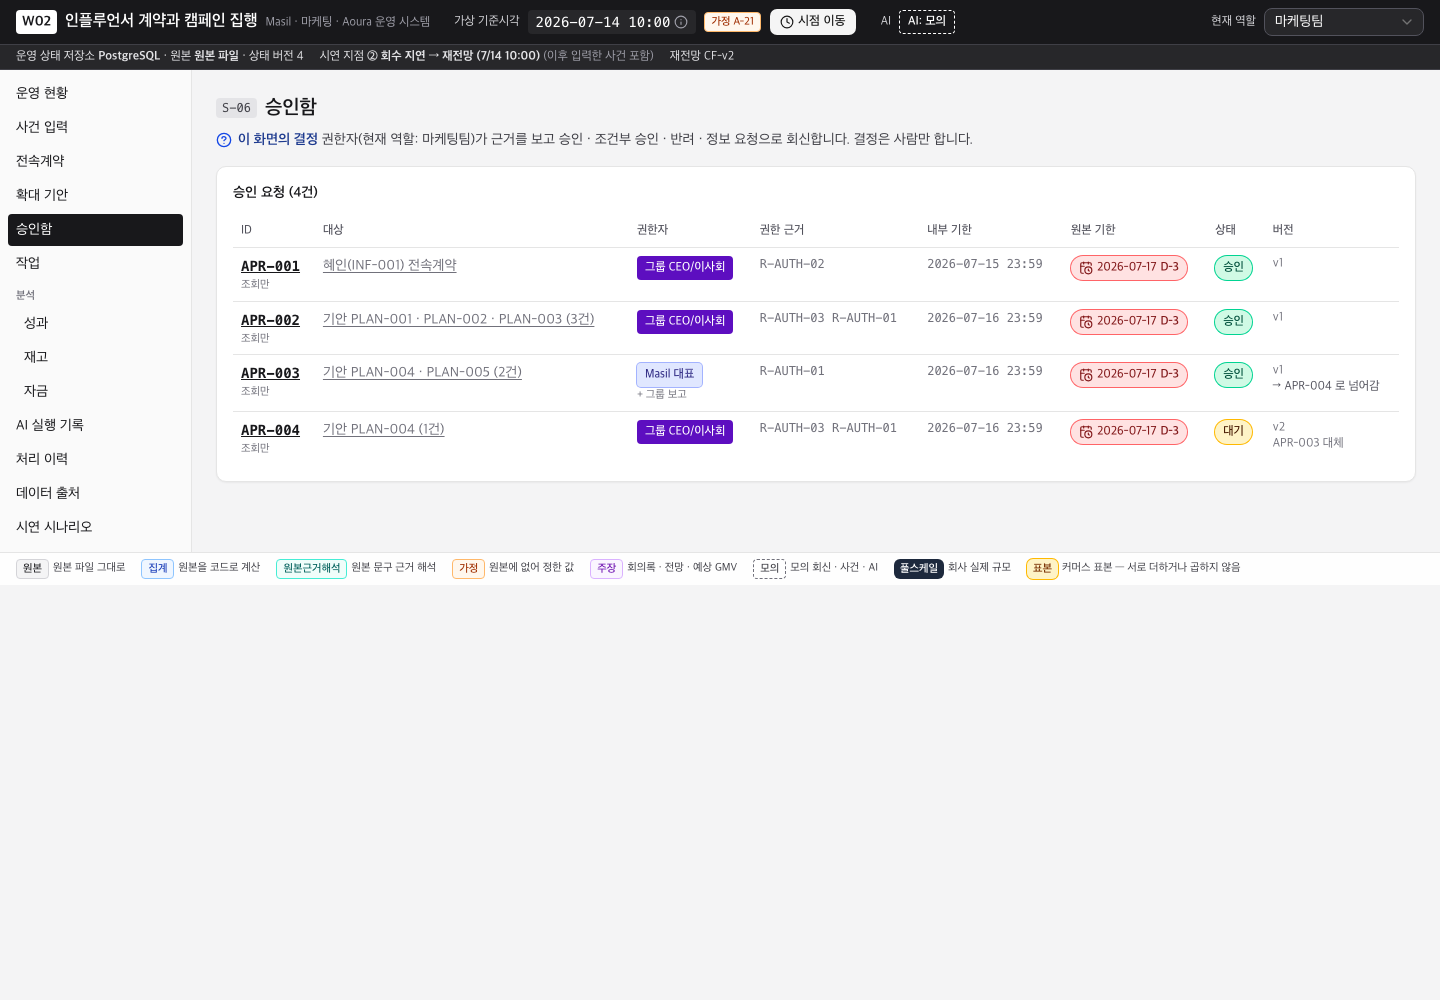 W02 인플루언서 계약과 캠페인 집행 Masil · 마케팅 · Aoura 운영 시스템 가상 기준시각 2026-07-14 10:00 가정 A-21 시점 이동 AI AI: 모의 현재 역할 마케팅팀
운영 상태 저장소 PostgreSQL · 원본 원본 파일 · 상태 버전 4 시연 지점 ② 회수 지연 → 재전망 (7/14 10:00) (이후 입력한 사건 포함) 재전망 CF-v2
운영 현황
사건 입력
전속계약
확대 기안
승인함
작업
분석
성과
재고
자금
AI 실행 기록
처리 이력
데이터 출처
시연 시나리오
S-06 승인함
이 화면의 결정 권한자(현재 역할: 마케팅팀)가 근거를 보고 승인 · 조건부 승인 · 반려 · 정보 요청으로 회신합니다. 결정은 사람만 합니다.
승인 요청 (4건)
ID 대상 권한자 권한 근거 내부 기한 원본 기한 상태 버전
APR-001 혜인(INF-001) 전속계약 그룹 CEO/이사회 R-AUTH-02 2026-07-15 23:59 2026-07-17 D-3 승인 v1
조회만
APR-002 기안 PLAN-001 · PLAN-002 · PLAN-003 (3건) 그룹 CEO/이사회 R-AUTH-03 R-AUTH-01 2026-07-16 23:59 2026-07-17 D-3 승인 v1
조회만
APR-003 기안 PLAN-004 · PLAN-005 (2건) Masil 대표 R-AUTH-01 2026-07-16 23:59 2026-07-17 D-3 승인 v1
조회만 + 그룹 보고 → APR-004 로 넘어감
APR-004 기안 PLAN-004 (1건) 그룹 CEO/이사회 R-AUTH-03 R-AUTH-01 2026-07-16 23:59 2026-07-17 D-3 대기 v2
조회만 APR-003 대체
원본 원본 파일 그대로 집계 원본을 코드로 계산 원본근거해석 원본 문구 근거 해석 가정 원본에 없어 정한 값 주장 회의록 · 전망 · 예상 GMV 모의 모의 회신 · 사건 · AI 풀스케일 회사 실제 규모 표본 커머스 표본 — 서로 더하거나 곱하지 않음